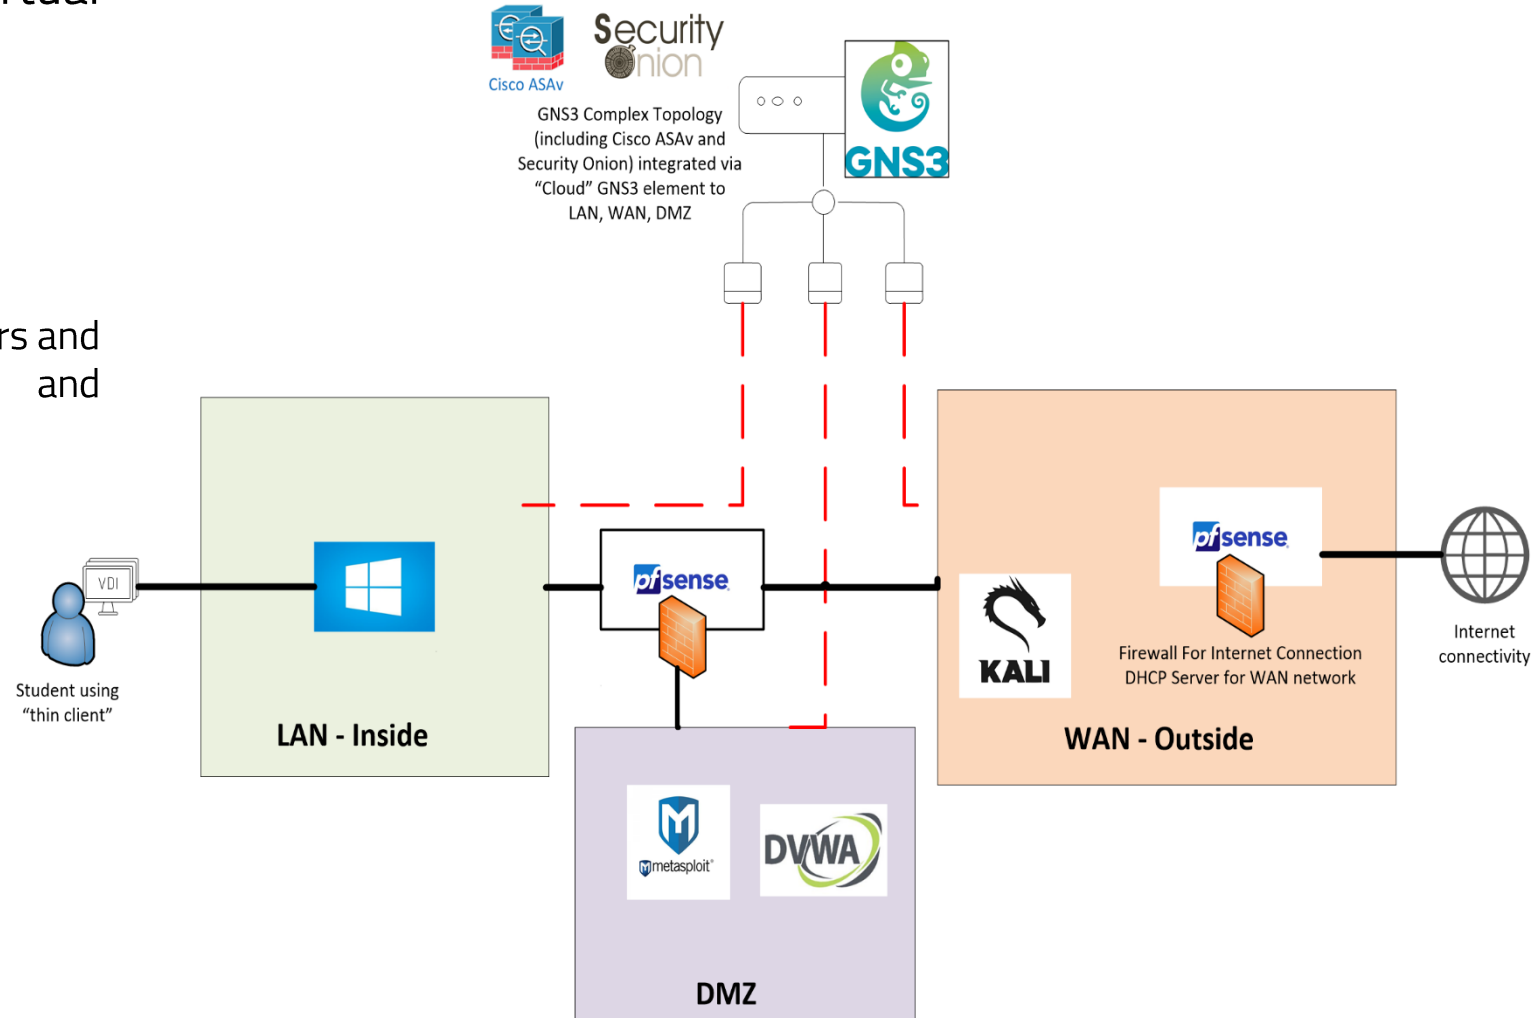 rtual
Cisco ASAv
Security
Onion
GNS3 Complex Topology
(including Cisco ASAv and
Security Onion) integrated via
“Cloud” GNS3 element to
LAN, WAN, DMZ
GNS3
rs and
and
VDI
Student using
“thin client”
LAN - Inside
pfsense
pfsense
KALI
Firewall For Internet Connection
DHCP Server for WAN network
WAN - Outside
Internet
connectivity
M
metasploit®
DVWA
DMZ